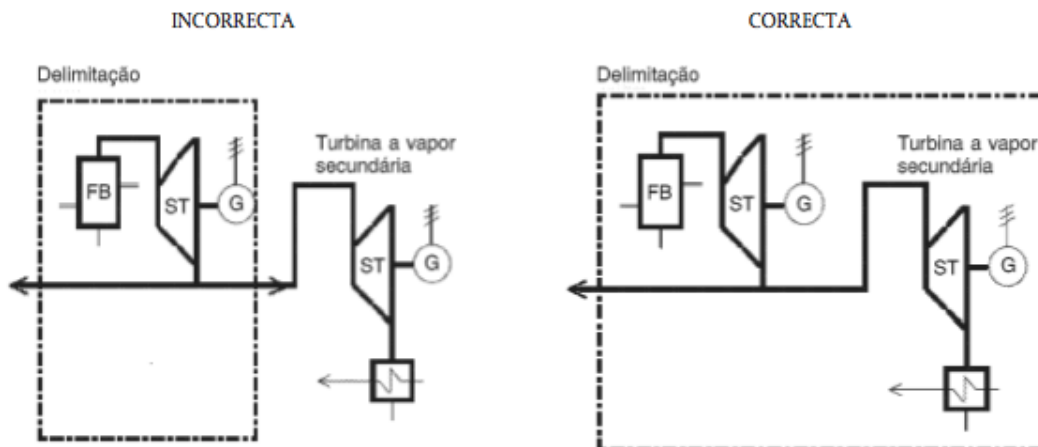 INCORRECTA
CORRECTA
Delimitação
Delimitação
Turbina a vapor
secundária
FB
ST
G
ST
G
Turbina a vapor
secundária
FB
ST
G
ST
G